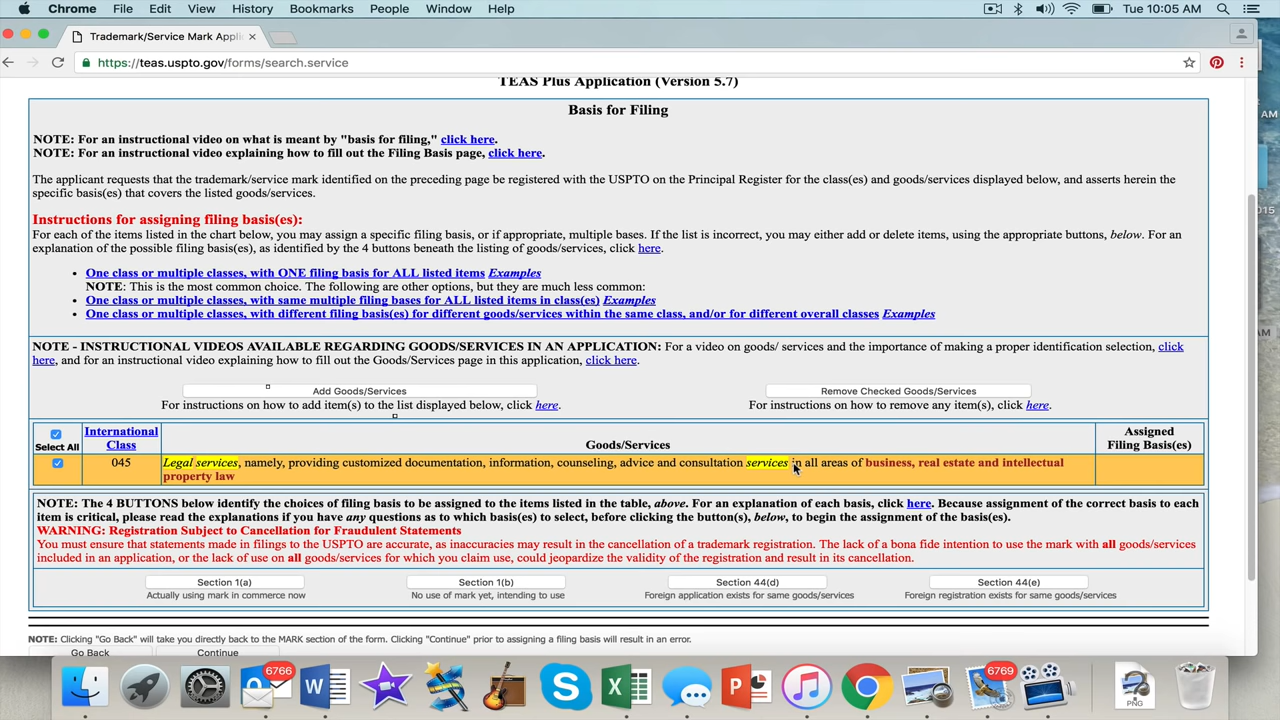 Chrome File Edit View History Bookmarks People Window Help Tue 10:05 AM
Trademark/Service Mark Appli
https://teas.uspto.gov/forms/search.service
TEAS Plus Application (Version 5.7)
Basis for Filing
NOTE: For an instructional video on what is meant by "basis for filing," click here.
NOTE: For an instructional video explaining how to fill out the Filing Basis page, click here.
The applicant requests that the trademark/service mark identified on the preceding page be registered with the USPTO on the Principal Register for the class(es) and goods/services displayed below, and asserts herein the
specific basis(es) that covers the listed goods/services.
Instructions for assigning filing basis(es):
For each of the items listed in the chart below, you may assign a specific filing basis, or if appropriate, multiple bases. If the list is incorrect, you may either add or delete items, using the appropriate buttons, below. For an
explanation of the possible filing basis(es), as identified by the 4 buttons beneath the listing of goods/services, click here.
• One class or multiple classes, with ONE filing basis for ALL listed items Examples
NOTE: This is the most common choice. The following are other options, but they are much less common:
• One class or multiple classes, with same multiple filing bases for ALL listed items in class(es) Examples
• One class or multiple classes, with different filing basis(es) for different goods/services within the same class, and/or for different overall classes Examples
NOTE - INSTRUCTIONAL VIDEOS AVAILABLE REGARDING GOODS/SERVICES IN AN APPLICATION: For a video on goods/ services and the importance of making a proper identification selection, click
here, and for an instructional video explaining how to fill out the Goods/Services page in this application, click here.
Add Goods/Services Remove Checked Goods/Services
For instructions on how to add item(s) to the list displayed below, click here. For instructions on how to remove any item(s), click here.
Select All International Class Goods/Services Assigned Filing Basis(es)
045 Legal services, namely, providing customized documentation, information, counseling, advice and consultation services in all areas of business, real estate and intellectual
property law
NOTE: The 4 BUTTONS below identify the choices of filing basis to be assigned to the items listed in the table, above. For an explanation of each basis, click here. Because assignment of the correct basis to each
item is critical, please read the explanations if you have any questions as to which basis(es) to select, before clicking the button(s), below, to begin the assignment of the basis(es).
WARNING: Registration Subject to Cancellation for Fraudulent Statements
You must ensure that statements made in filings to the USPTO are accurate, as inaccuracies may result in the cancellation of a trademark registration. The lack of a bona fide intention to use the mark with all goods/services
included in an application, or the lack of use on all goods/services for which you claim use, could jeopardize the validity of the registration and result in its cancellation.
Section 1(a) Section 1(b) Section 44(d) Section 44(e)
Actually using mark in commerce now No use of mark yet, intending to use Foreign application exists for same goods/services Foreign registration exists for same goods/services
NOTE: Clicking "Go Back" will take you directly back to the MARK section of the form. Clicking "Continue" prior to assigning a filing basis will result in an error.
Go Back Continue
6766 6769
PNG
AM
015
AM